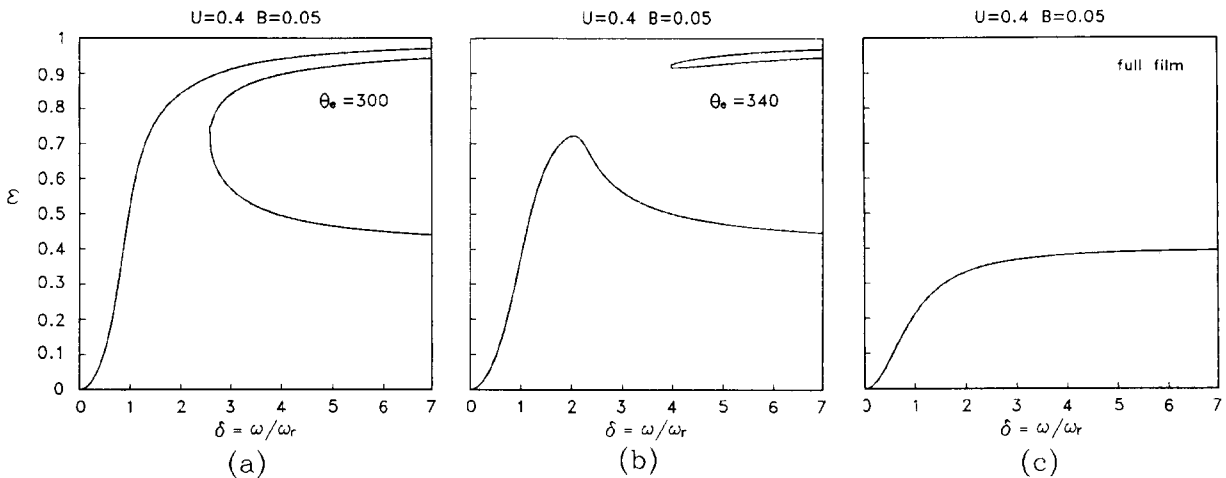 U=0.4 B=0.05
1
0.9
0.8
0.7
0.6
0.5
0.4
0.3
0.2
0.1
0
ε
θe =300
0 1 2 3 4 5 6 7
δ = ω/ωr
(a)
U=0.4 B=0.05
θe =340
0 1 2 3 4 5 6 7
δ = ω/ωr
(b)
U=0.4 B=0.05
full film
0 1 2 3 4 5 6 7
δ = ω/ωr
(c)